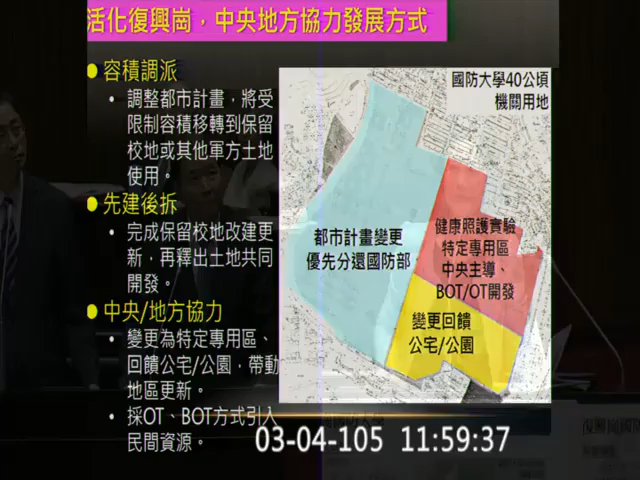 活化復興崗，中央地方協力發展方式
容積調派
調整都市計畫，將受
限制容積移轉到保留
校地或其他軍方土地
使用。
先建後拆
完成保留校地改建更
新，再釋出土地共同
開發。
中央/地方協力
變更為特定專用區、
回饋公宅/公園，帶動
地區更新。
採OT、BOT方式引入
民間資源。
國防大學40公頃
機關用地
都市計畫變更
優先分還國防部
健康照護實驗
特定專用區
中央主導、
BOT/OT開發
變更回饋
公宅/公園
03-04-105 11:59:37